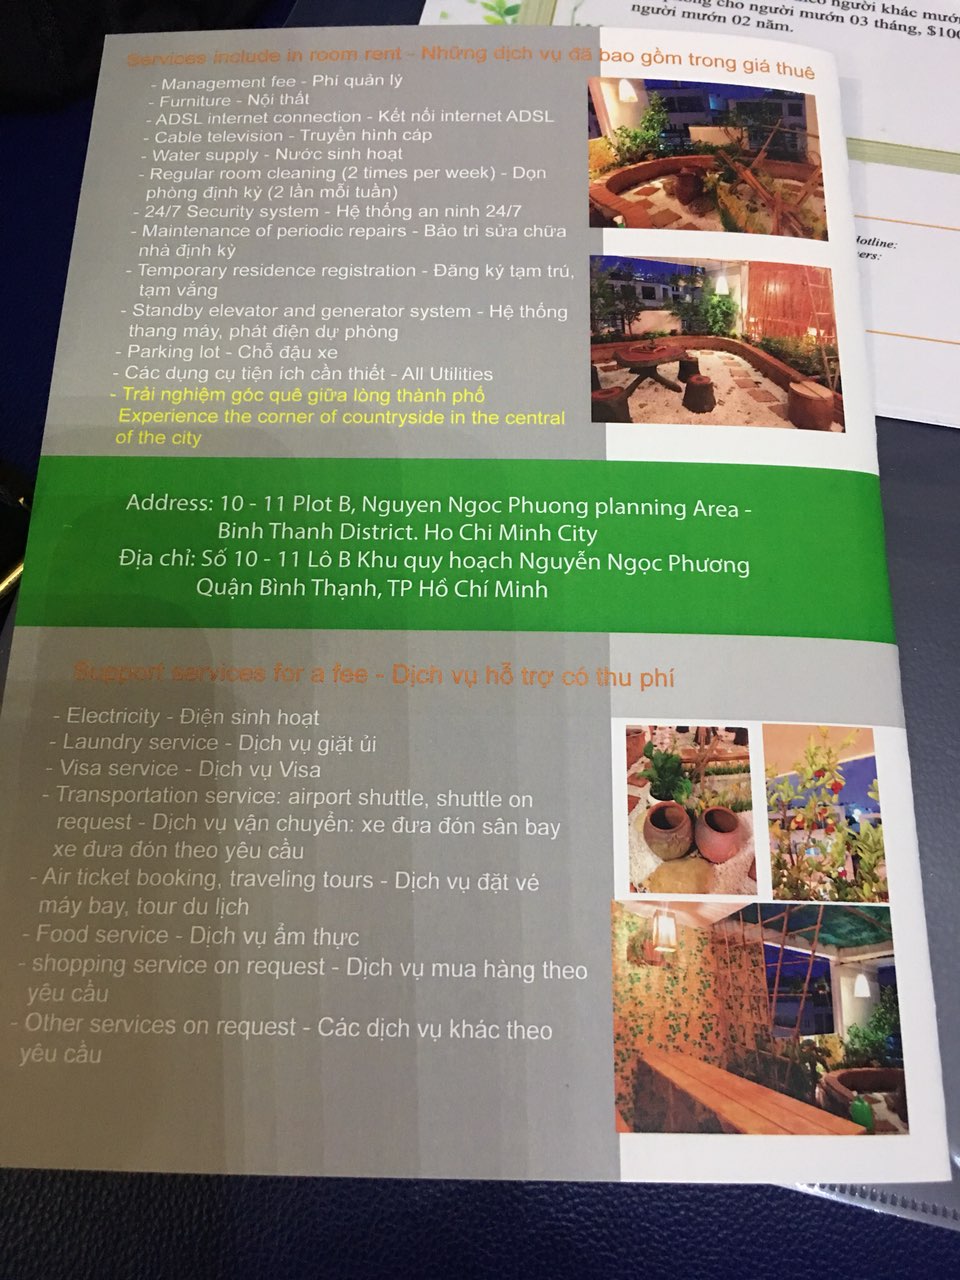 người khác mướn
cho người mướn 03 tháng, $100
người mướn 02 năm.
Hotline:
Services include in room rent - Những dịch vụ đã bao gồm trong giá thuê
- Management fee - Phí quản lý
- Furniture - Nội thất
- ADSL internet connection - Kết nối internet ADSL
- Cable television - Truyền hình cáp
- Water supply - Nước sinh hoạt
- Regular room cleaning (2 times per week) - Dọn
phòng định kỳ (2 lần mỗi tuần)
- 24/7 Security system - Hệ thống an ninh 24/7
- Maintenance of periodic repairs - Bảo trì sửa chữa
nhà định kỳ
- Temporary residence registration - Đăng ký tạm trú,
tạm vắng
- Standby elevator and generator system - Hệ thống
thang máy, phát điện dự phòng
- Parking lot - Chỗ đậu xe
- Các dụng cụ tiện ích cần thiết - All Utilities
- Trải nghiệm góc quê giữa lòng thành phố
Experience the corner of countryside in the central
of the city
Address: 10 - 11 Plot B, Nguyen Ngoc Phuong planning Area -
Binh Thanh District. Ho Chi Minh City
Địa chỉ: Số 10 - 11 Lô B Khu quy hoạch Nguyễn Ngọc Phương
Quận Bình Thạnh, TP Hồ Chí Minh
Support services for a fee - Dịch vụ hỗ trợ có thu phí
- Electricity - Điện sinh hoạt
- Laundry service - Dịch vụ giặt ủi
- Visa service - Dịch vụ Visa
- Transportation service: airport shuttle, shuttle on
request - Dịch vụ vận chuyển: xe đưa đón sân bay
xe đưa đón theo yêu cầu
- Air ticket booking, traveling tours - Dịch vụ đặt vé
máy bay, tour du lịch
- Food service - Dịch vụ ẩm thực
- shopping service on request - Dịch vụ mua hàng theo
yêu cầu
- Other services on request - Các dịch vụ khác theo
yêu cầu